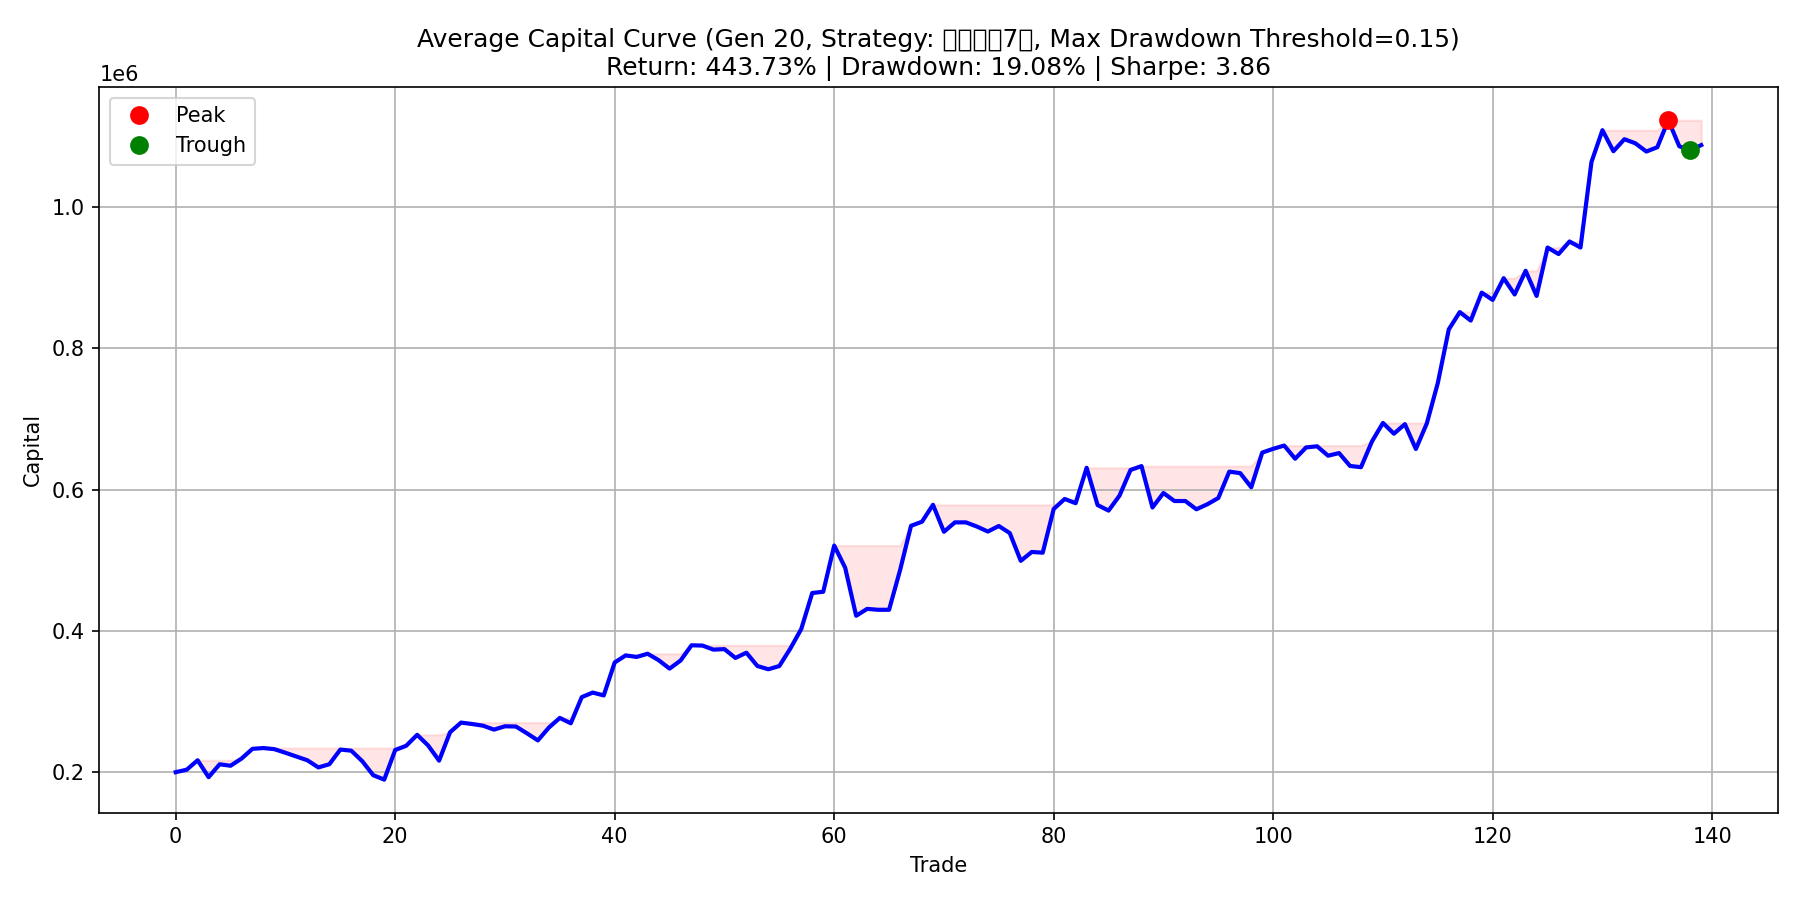 Average Capital Curve (Gen 20, Strategy: 7, Max Drawdown Threshold=0.15)
Return: 443.73% | Drawdown: 19.08% | Sharpe: 3.86
1e6
Peak
Trough
1.0
0.8
0.6
0.4
0.2
Capital
0 20 40 60 80 100 120 140
Trade